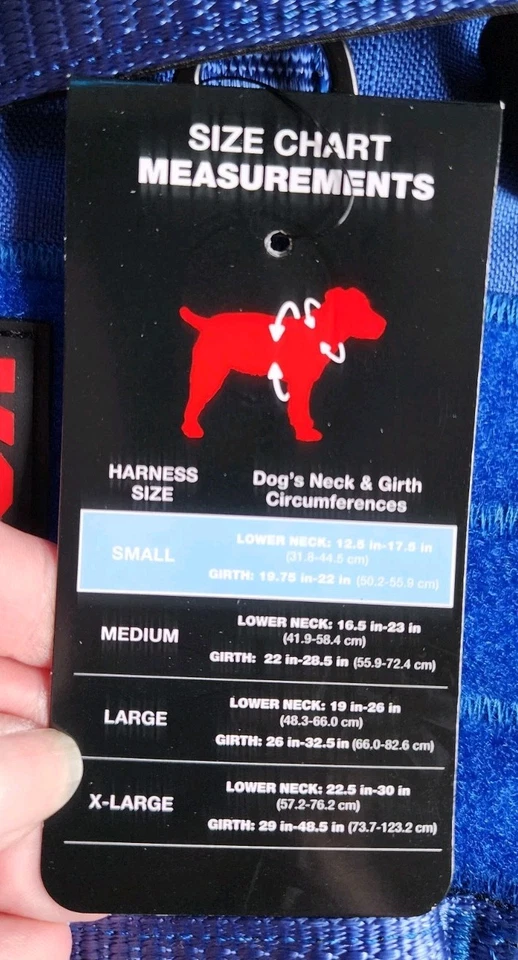 SIZE CHART
MEASUREMENTS
HARNESS
SIZE
Dog's Neck & Girth
Circumferences
SMALL
LOWER NECK: 12.5 in-17.5 in
(31.8-44.5 cm)
GIRTH: 19.75 in-22 in (50.2-55.9 cm)
MEDIUM
LOWER NECK: 16.5 in-23 in
(41.9-58.4 cm)
GIRTH: 22 in-28.5 in (55.9-72.4 cm)
LARGE
LOWER NECK: 19 in-26 in
(48.3-66.0 cm)
GIRTH: 26 in-32.5 in (66.0-82.6 cm)
X-LARGE
LOWER NECK: 22.5 in-30 in
(57.2-76.2 cm)
GIRTH: 29 in-48.5 in (73.7-123.2 cm)